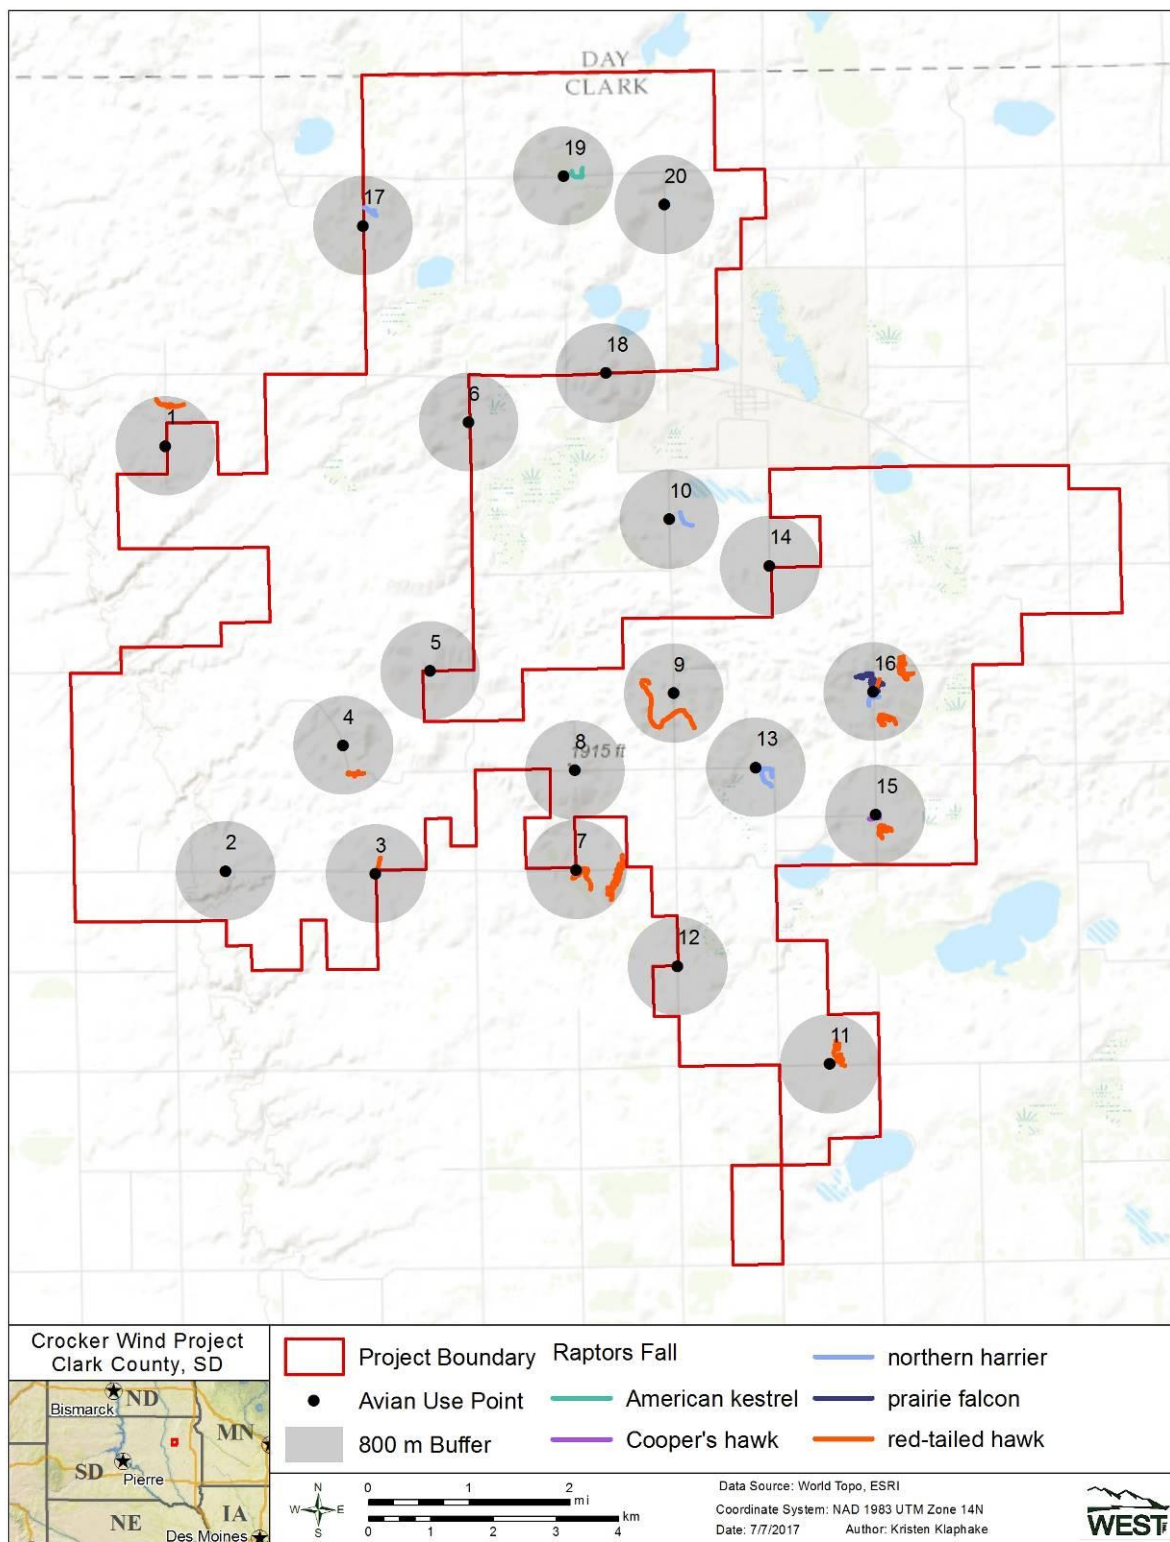 DAY
CLARK
19
20
17
18
6
1
10
14
5
9
16
4
8
1915 ft
13
15
2
3
7
12
11
Crocker Wind Project
Clark County, SD
ND
Bismarck
MN
SD
Pierre
NE
IA
Des Moines
Project Boundary
Avian Use Point
800 m Buffer
Raptors Fall
American kestrel
Cooper's hawk
northern harrier
prairie falcon
red-tailed hawk
N
W E
S
0 1 2
mi
km
0 1 2 3 4
Data Source: World Topo, ESRI
Coordinate System: NAD 1983 UTM Zone 14N
Date: 7/7/2017 Author: Kristen Klaphake
WEST